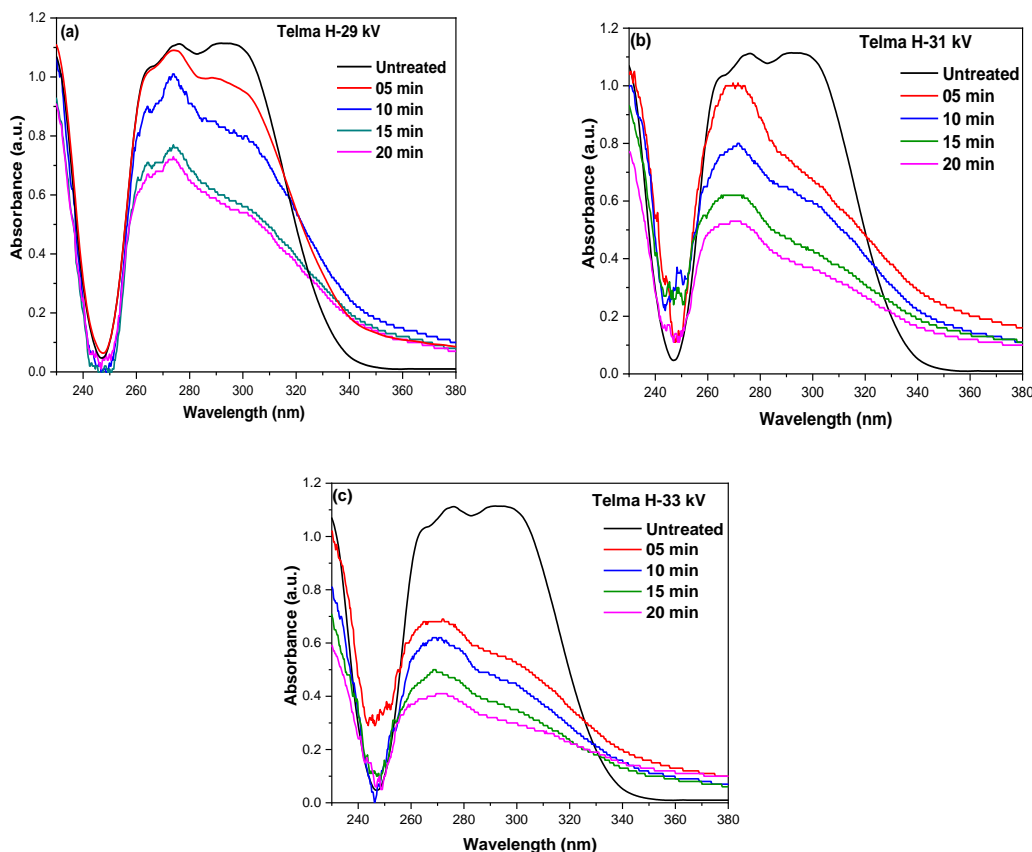 (a)
Telma H-29 kV
Untreated
05 min
10 min
15 min
20 min
Absorbance (a.u.)
1.2
1.0
0.8
0.6
0.4
0.2
0.0
240 260 280 300 320 340 360 380
Wavelength (nm)
(b)
Telma H-31 kV
Untreated
05 min
10 min
15 min
20 min
Absorbance (a.u.)
1.2
1.0
0.8
0.6
0.4
0.2
0.0
240 260 280 300 320 340 360 380
Wavelength (nm)
(c)
Telma H-33 kV
Untreated
05 min
10 min
15 min
20 min
Absorbance (a.u.)
1.2
1.0
0.8
0.6
0.4
0.2
0.0
240 260 280 300 320 340 360 380
Wavelength (nm)